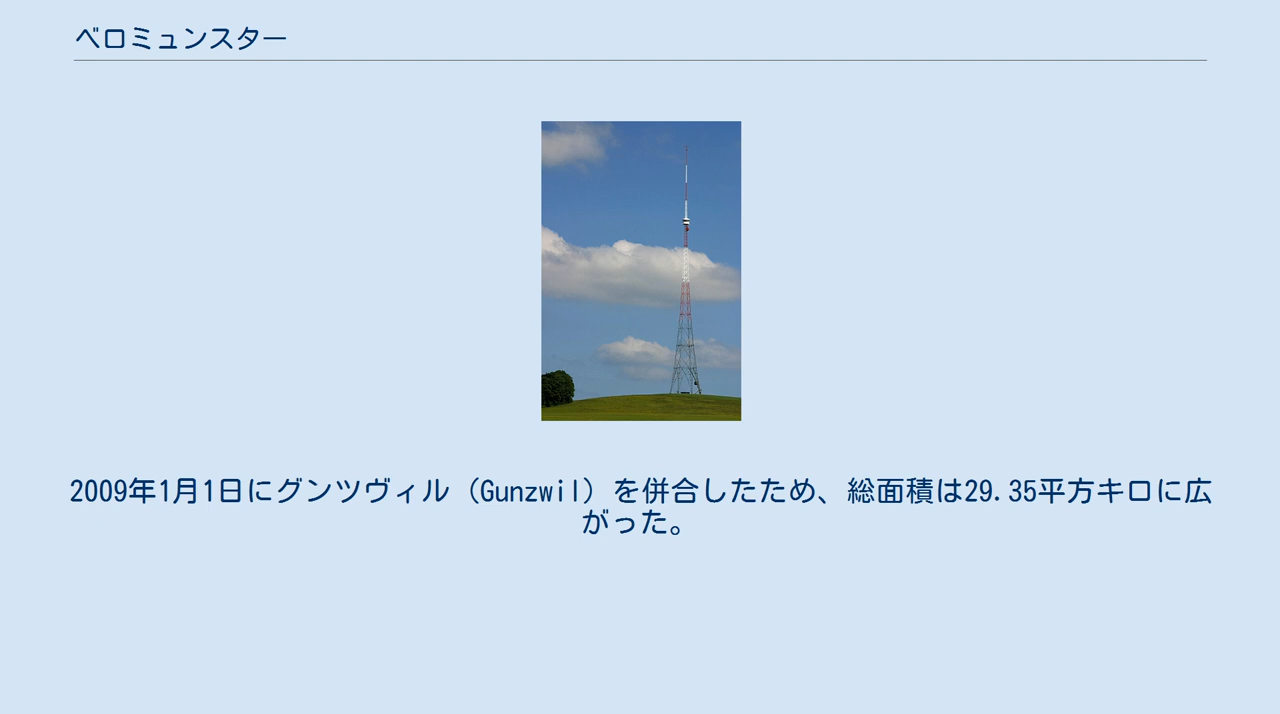 ベロミュンスター
2009年1月1日にグンツヴィル（Gunzwil）を併合したため、総面積は29.35平方キロに広
がった。